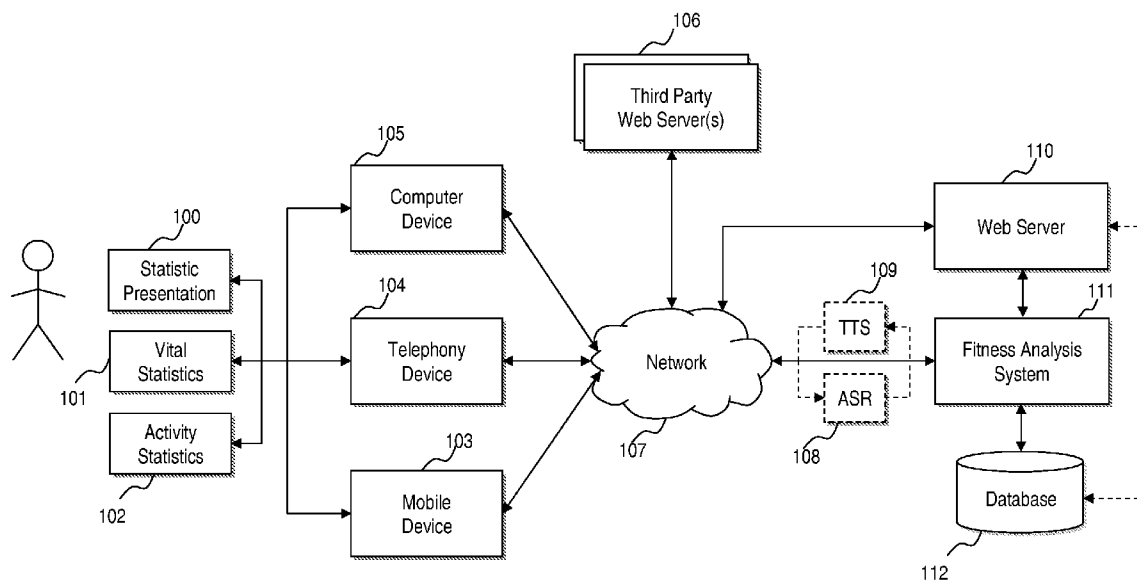 106
Third Party
Web Server(s)
105
Computer
Device
110
Web Server
100
Statistic
Presentation
104
Telephony
Device
109
TTS
111
Fitness Analysis
System
Vital
Statistics
101
Network
107
ASR
108
Activity
Statistics
102
103
Mobile
Device
Database
112